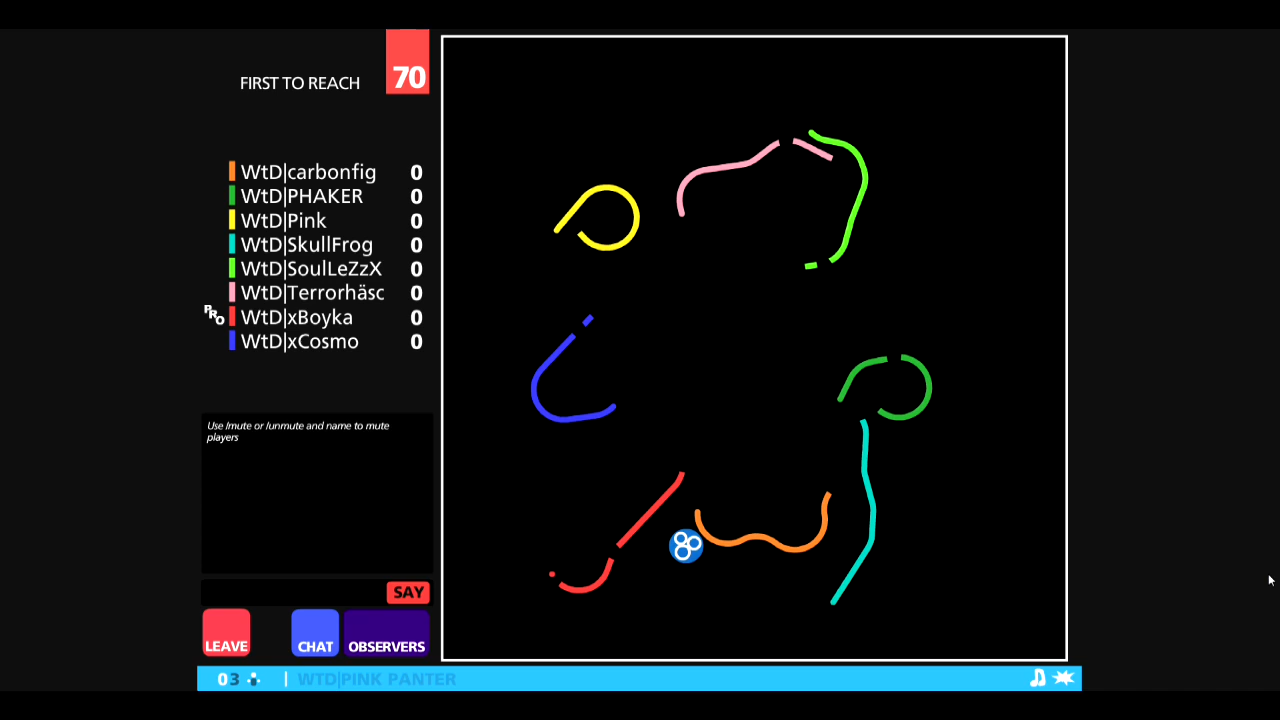 FIRST TO REACH
70
WtD|carbonfig 0
WtD|PHAKER 0
WtD|Pink 0
WtD|SkullFrog 0
WtD|SoulLeZzX 0
WtD|Terrorhäsc 0
PRO WtD|xBoyka 0
WtD|xCosmo 0
Use /mute or /unmute and name to mute
players
SAY
LEAVE
CHAT
OBSERVERS
03 | WTD|PINK PANTER